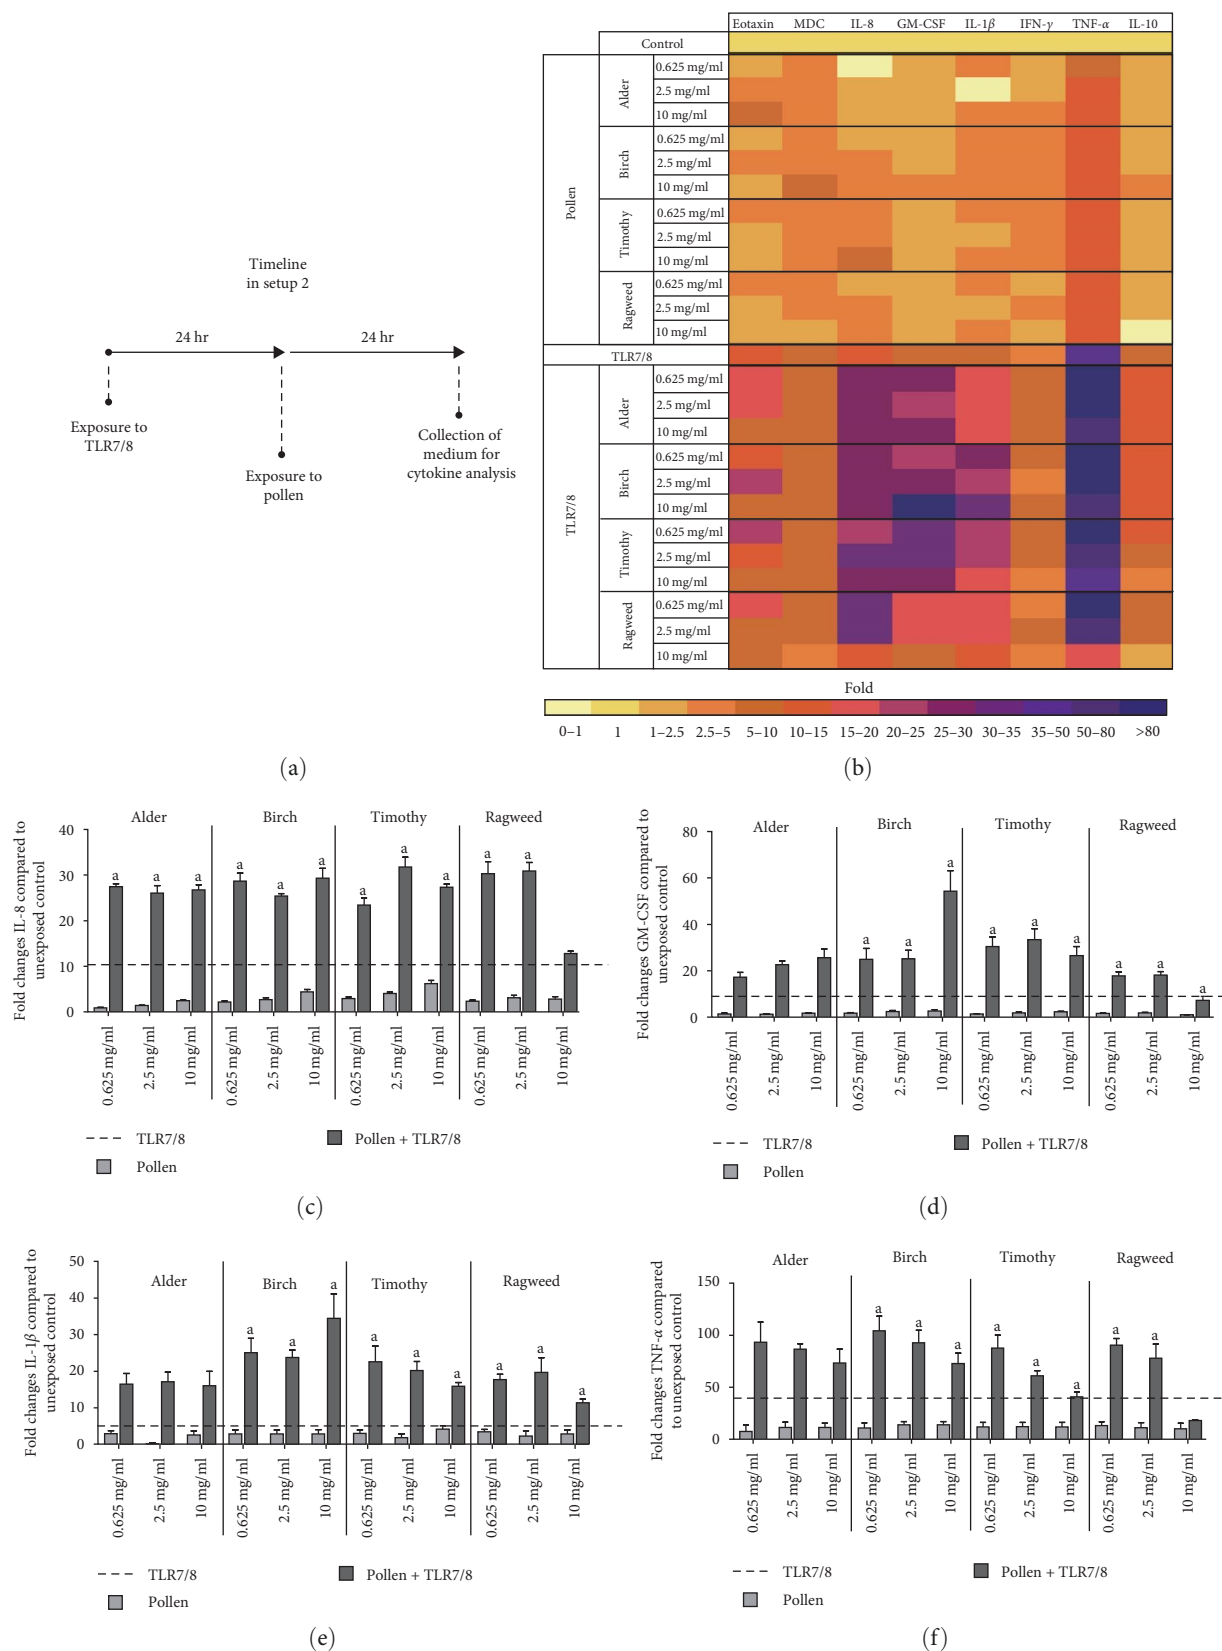 Timeline
in setup 2
24 hr
24 hr
Exposure to
TLR7/8
Exposure to
pollen
Collection of
medium for
cytokine analysis
(a)
Eotaxin MDC IL-8 GM-CSF IL-1β IFN-γ TNF-α IL-10
Control
Pollen
Alder
0.625 mg/ml
2.5 mg/ml
10 mg/ml
Birch
0.625 mg/ml
2.5 mg/ml
10 mg/ml
Timothy
0.625 mg/ml
2.5 mg/ml
10 mg/ml
Ragweed
0.625 mg/ml
2.5 mg/ml
10 mg/ml
TLR7/8
TLR7/8
Alder
0.625 mg/ml
2.5 mg/ml
10 mg/ml
Birch
0.625 mg/ml
2.5 mg/ml
10 mg/ml
Timothy
0.625 mg/ml
2.5 mg/ml
10 mg/ml
Ragweed
0.625 mg/ml
2.5 mg/ml
10 mg/ml
Fold
0–1 1 1–2.5 2.5–5 5–10 10–15 15–20 20–25 25–30 30–35 35–50 50–80 >80
(b)
Fold changes IL-8 compared to
unexposed control
40
30
20
10
0
Alder Birch Timothy Ragweed
a a a a a a a a a a a
0.625 mg/ml 2.5 mg/ml 10 mg/ml 0.625 mg/ml 2.5 mg/ml 10 mg/ml 0.625 mg/ml 2.5 mg/ml 10 mg/ml 0.625 mg/ml 2.5 mg/ml 10 mg/ml
TLR7/8
Pollen
Pollen + TLR7/8
(c)
Fold changes GM-CSF compared to
unexposed control
80
60
40
20
0
Alder Birch Timothy Ragweed
a a a a a a a a a
0.625 mg/ml 2.5 mg/ml 10 mg/ml 0.625 mg/ml 2.5 mg/ml 10 mg/ml 0.625 mg/ml 2.5 mg/ml 10 mg/ml 0.625 mg/ml 2.5 mg/ml 10 mg/ml
TLR7/8
Pollen
Pollen + TLR7/8
(d)
Fold changes IL-1β compared to
unexposed control
50
40
30
20
10
0
Alder Birch Timothy Ragweed
a a a a a a a a a
0.625 mg/ml 2.5 mg/ml 10 mg/ml 0.625 mg/ml 2.5 mg/ml 10 mg/ml 0.625 mg/ml 2.5 mg/ml 10 mg/ml 0.625 mg/ml 2.5 mg/ml 10 mg/ml
TLR7/8
Pollen
Pollen + TLR7/8
(e)
Fold changes TNF-α compared
to unexposed control
150
100
50
0
Alder Birch Timothy Ragweed
a a a a a a a a
0.625 mg/ml 2.5 mg/ml 10 mg/ml 0.625 mg/ml 2.5 mg/ml 10 mg/ml 0.625 mg/ml 2.5 mg/ml 10 mg/ml 0.625 mg/ml 2.5 mg/ml 10 mg/ml
TLR7/8
Pollen
Pollen + TLR7/8
(f)